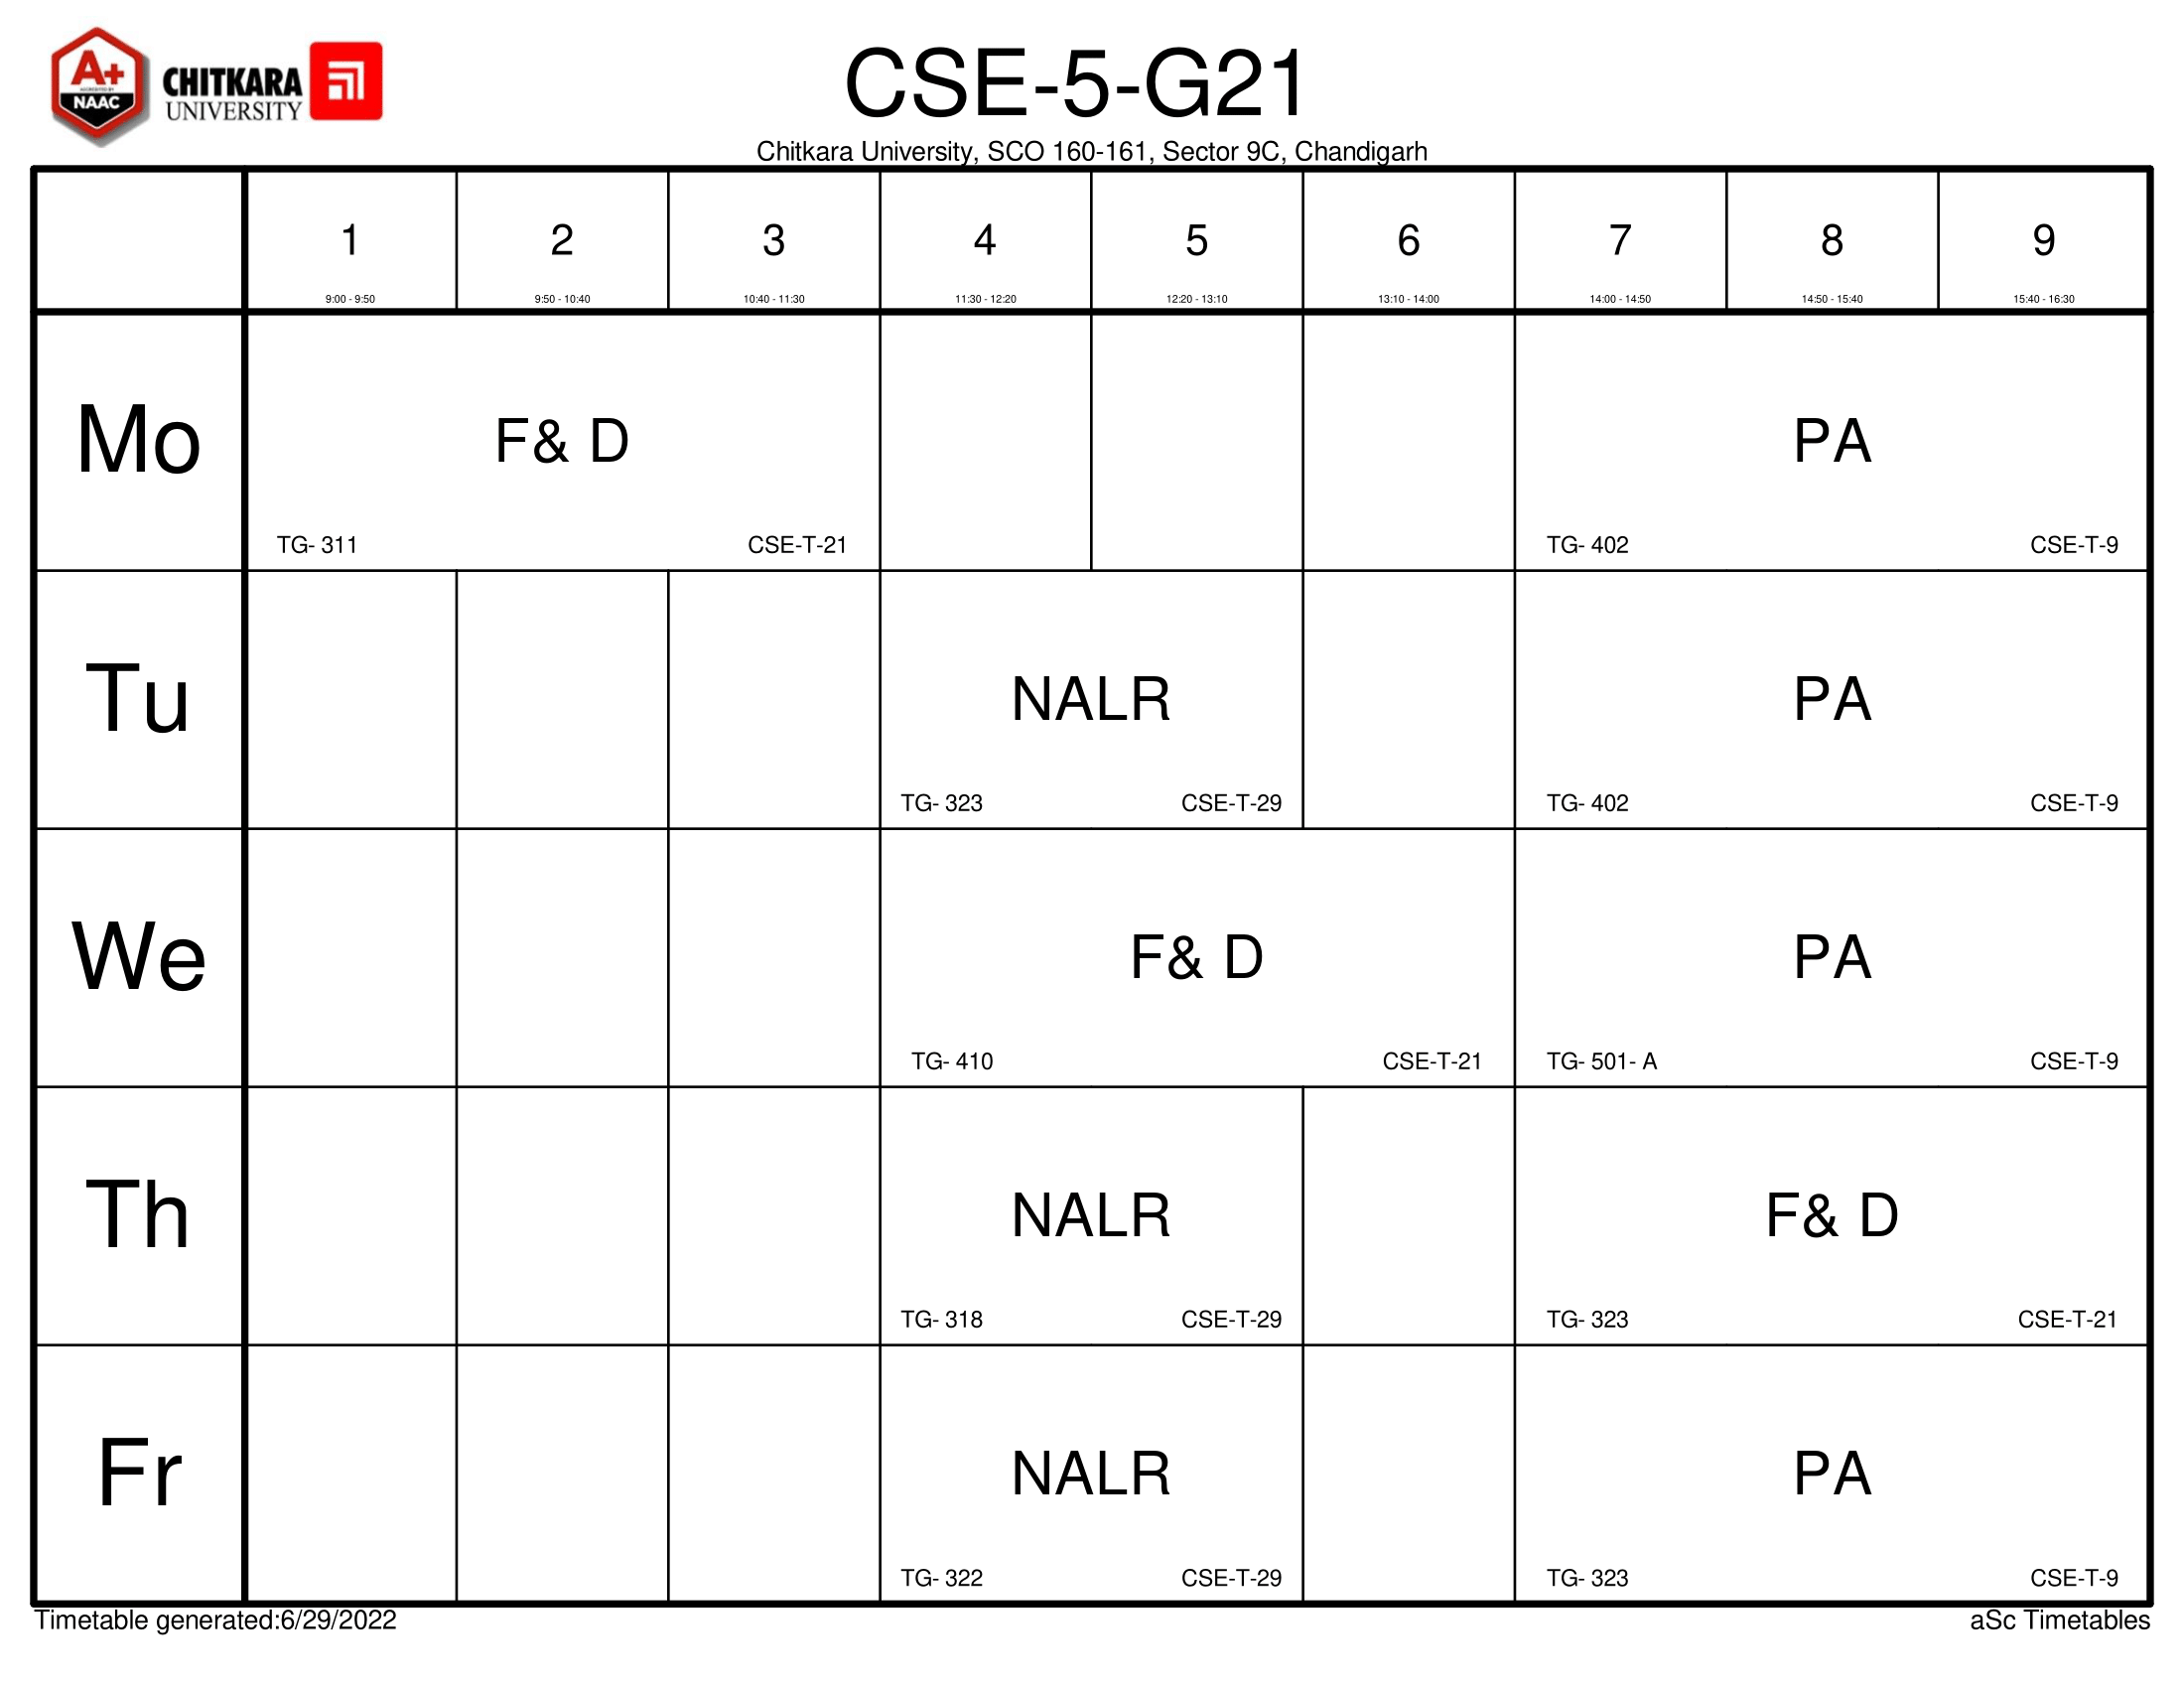 A+
ACCREDITED BY
NAAC
CHITKARA
UNIVERSITY
CSE-5-G21
Chitkara University, SCO 160-161, Sector 9C, Chandigarh
1 2 3 4 5 6 7 8 9
9:00 - 9:50 9:50 - 10:40 10:40 - 11:30 11:30 - 12:20 12:20 - 13:10 13:10 - 14:00 14:00 - 14:50 14:50 - 15:40 15:40 - 16:30
Mo F& D PA
TG- 311 CSE-T-21 TG- 402 CSE-T-9
Tu NALR PA
TG- 323 CSE-T-29 TG- 402 CSE-T-9
We F& D PA
TG- 410 CSE-T-21 TG- 501- A CSE-T-9
Th NALR F& D
TG- 318 CSE-T-29 TG- 323 CSE-T-21
Fr NALR PA
TG- 322 CSE-T-29 TG- 323 CSE-T-9
Timetable generated:6/29/2022 aSc Timetables